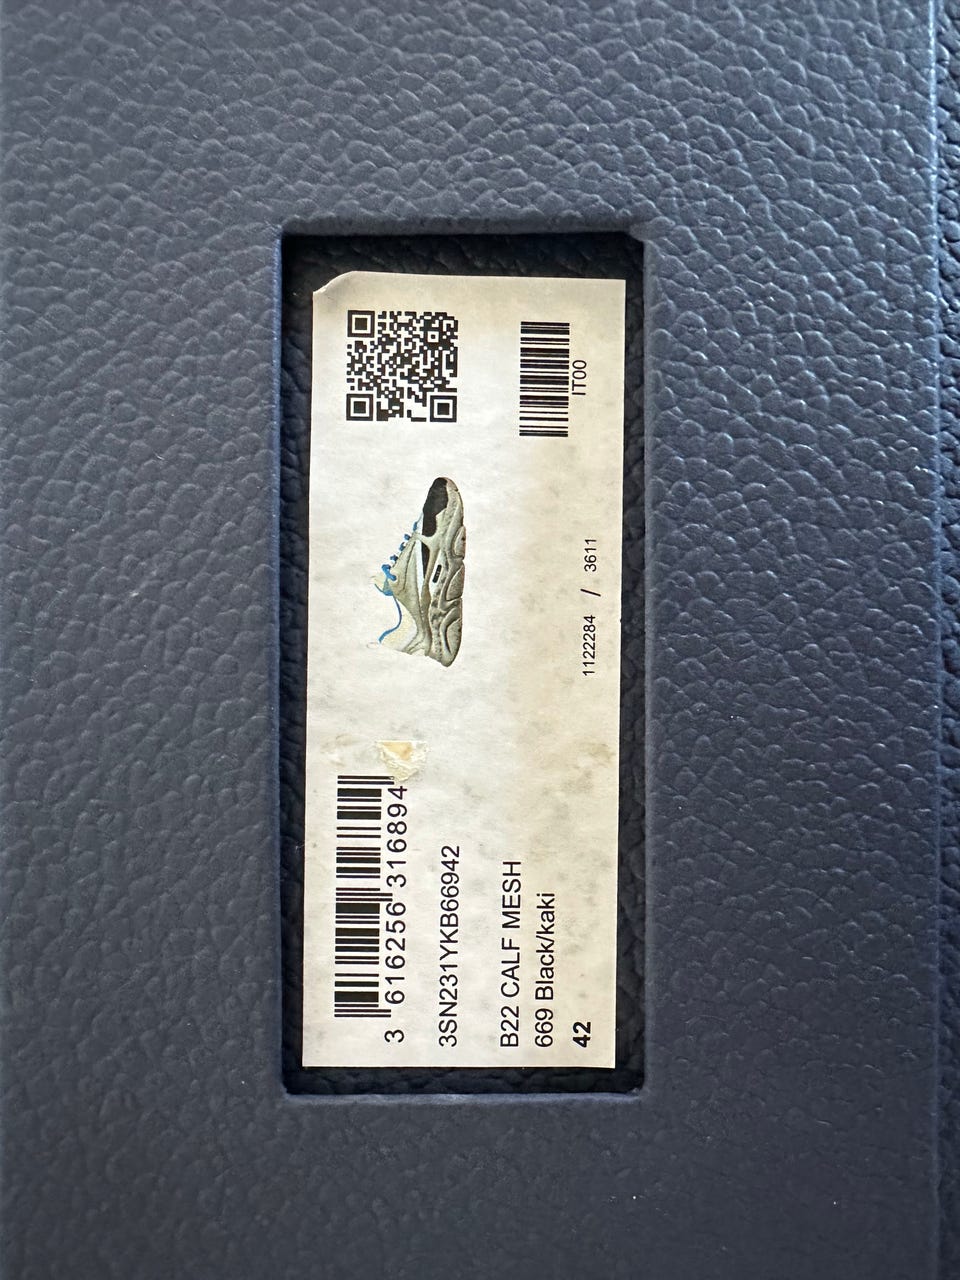 3 616256 316894
3SN231YKB66942
B22 CALF MESH
669 Black/kaki
42
1122284 / 3611
IT00